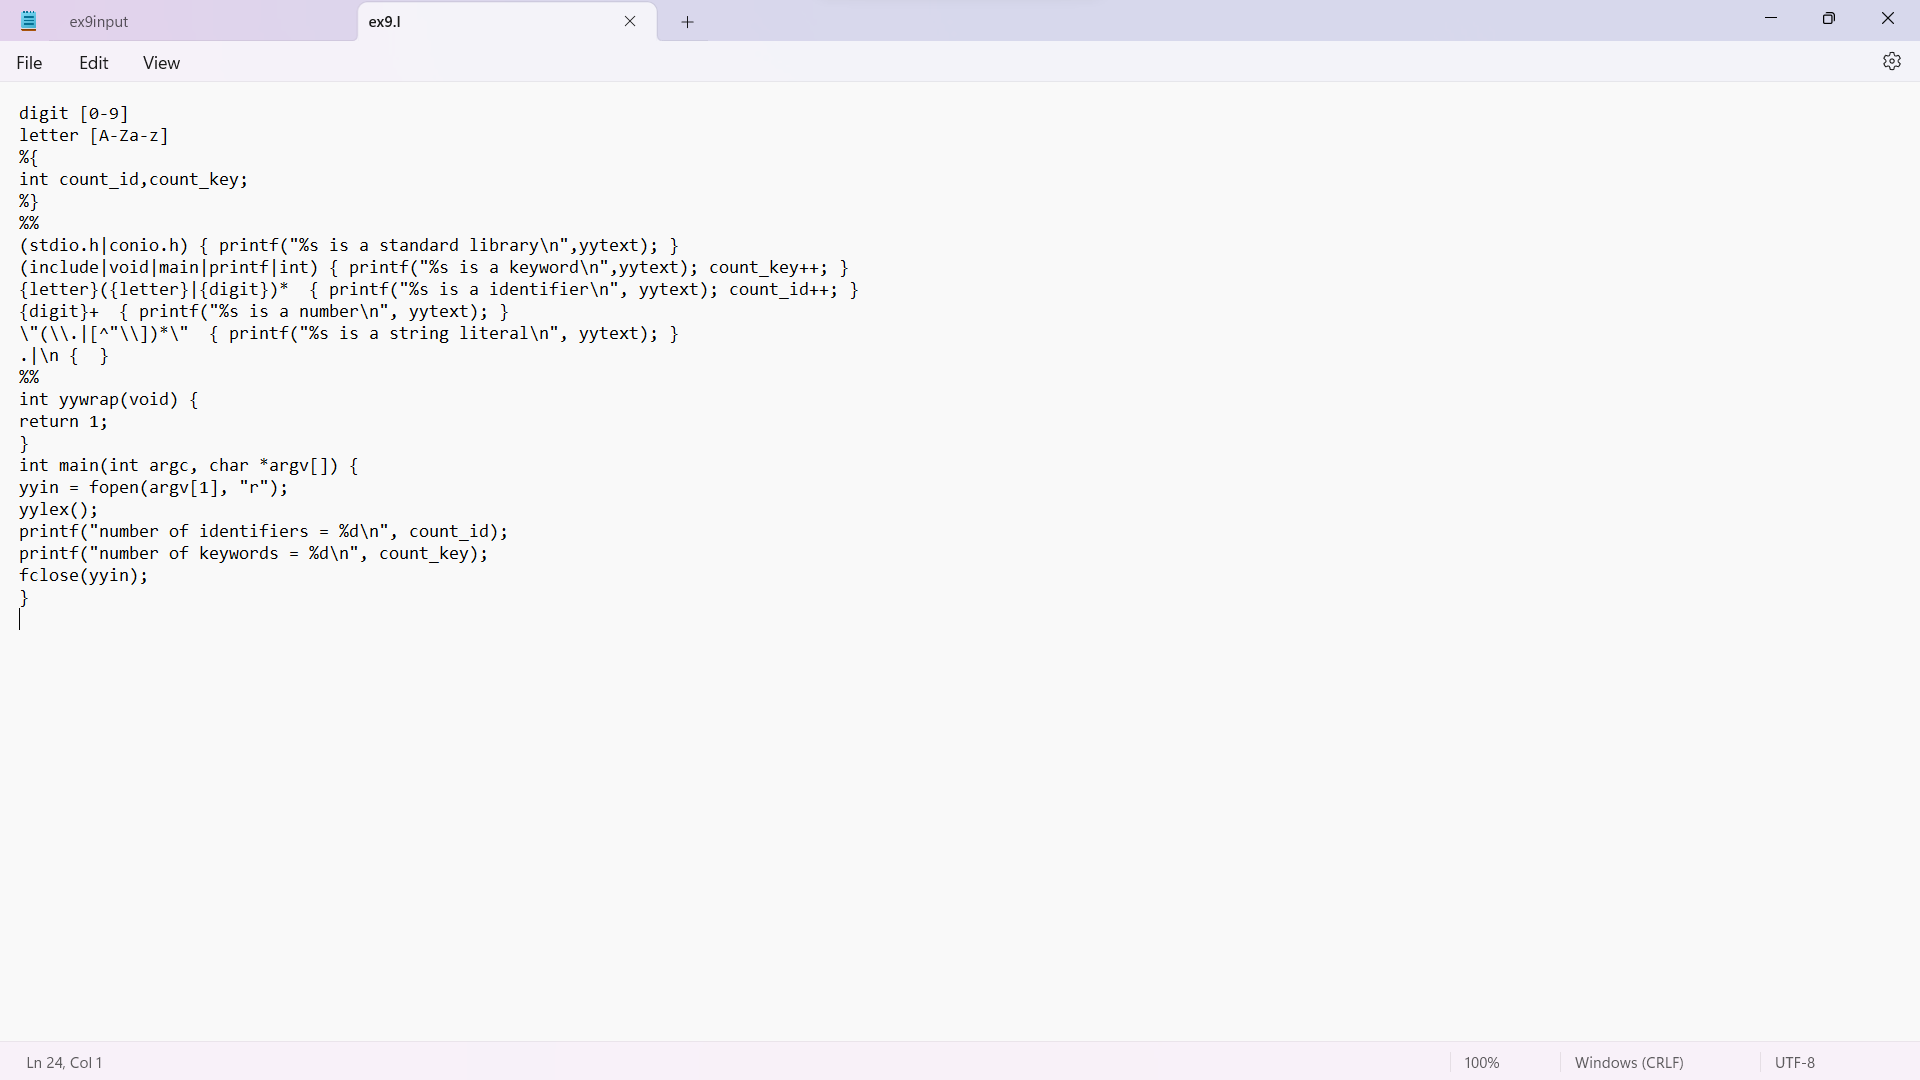 ex9input
ex9.l
File Edit View
digit [0-9]
letter [A-Za-z]
%{
int count_id,count_key;
%}
%%
(stdio.h|conio.h) { printf("%s is a standard library\n",yytext); }
(include|void|main|printf|int) { printf("%s is a keyword\n",yytext); count_key++; }
{letter}({letter}|{digit})*  { printf("%s is a identifier\n", yytext); count_id++; }
{digit}+  { printf("%s is a number\n", yytext); }
\"(\\.|[^"\\])*\"  { printf("%s is a string literal\n", yytext); }
.|\n {  }
%%
int yywrap(void) {
return 1;
}
int main(int argc, char *argv[]) {
yyin = fopen(argv[1], "r");
yylex();
printf("number of identifiers = %d\n", count_id);
printf("number of keywords = %d\n", count_key);
fclose(yyin);
}
Ln 24, Col 1
100%
Windows (CRLF)
UTF-8